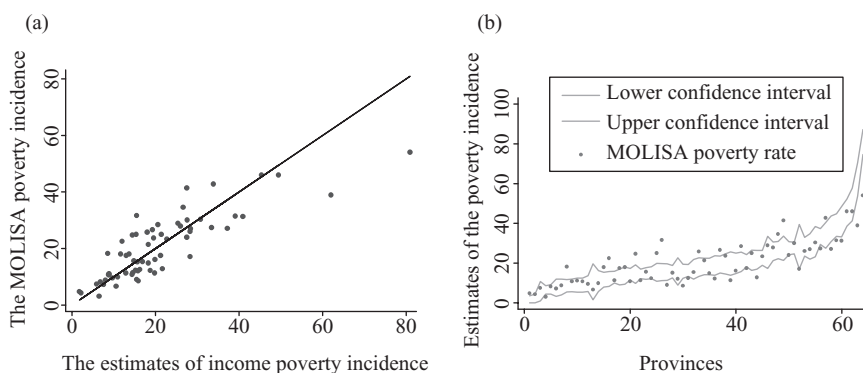 (a)
The MOLISA poverty incidence
80
60
40
20
0
0
20
40
60
80
The estimates of income poverty incidence
(b)
Estimates of the poverty incidence
100
80
60
40
20
0
Lower confidence interval
Upper confidence interval
MOLISA poverty rate
0
20
40
60
Provinces